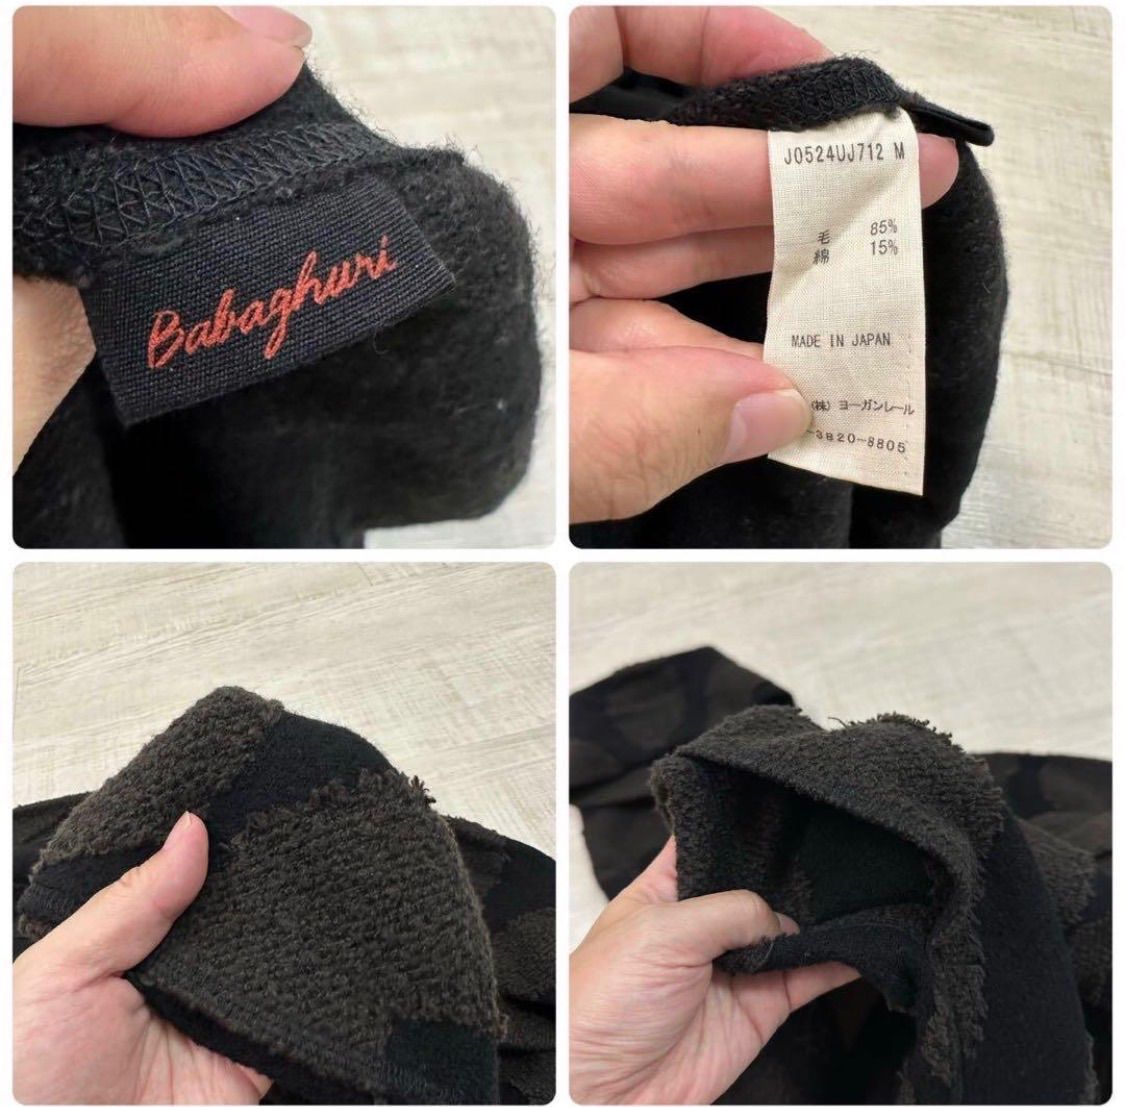 Babaghuri
J0524UJ712 M
毛 85%
綿 15%
MADE IN JAPAN
(株) ヨーガンレール
-3820-8805